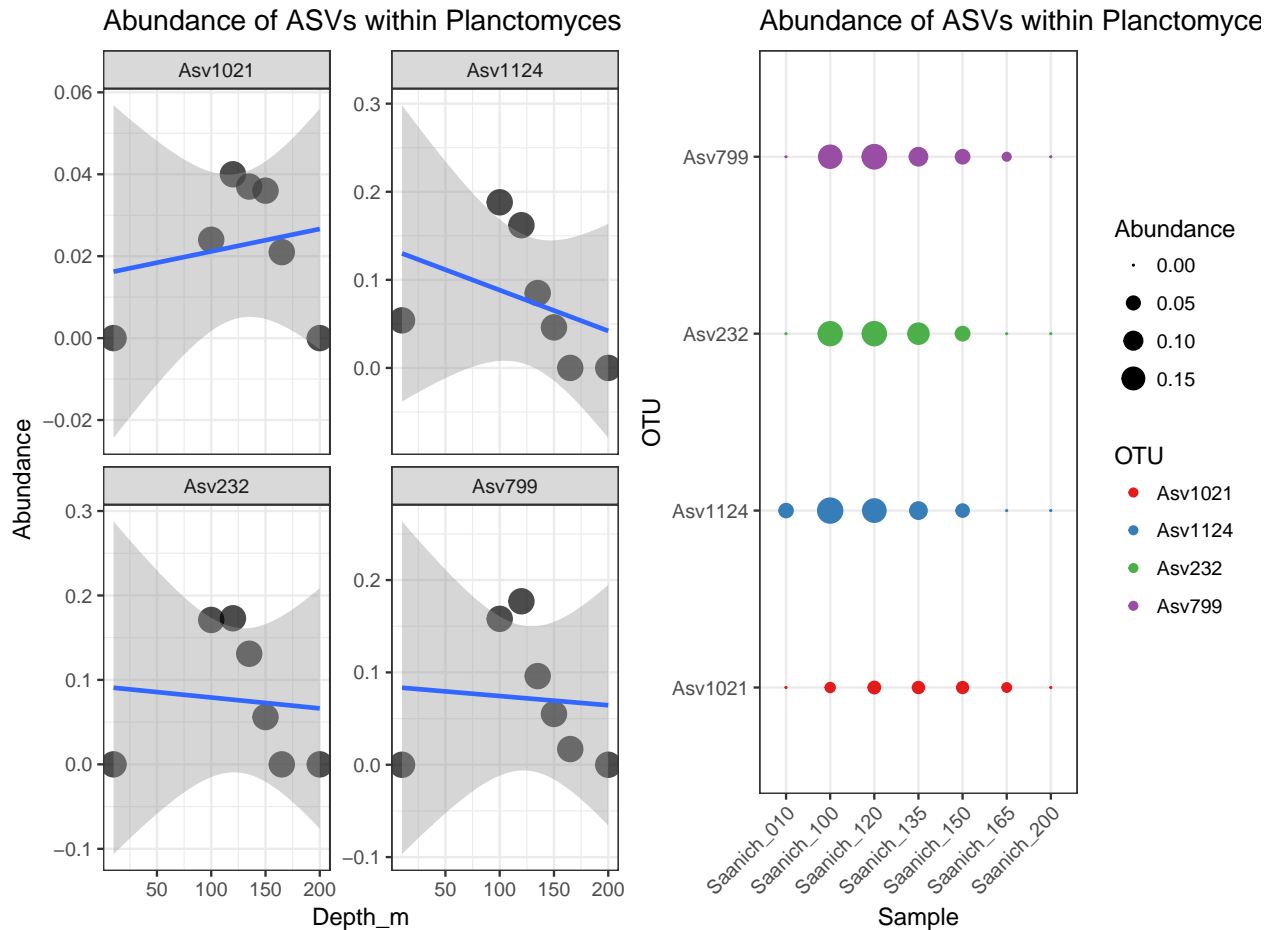 Abundance of ASVs within Planctomyces
Asv1021
Asv1124
0.06
0.04
0.02
0.00
−0.02
0.3
0.2
0.1
0.0
Asv232
Asv799
0.3
0.2
0.1
0.0
−0.1
0.2
0.1
0.0
−0.1
50 100 150 200
50 100 150 200
Depth_m
Abundance
Abundance of ASVs within Planctomyce
OTU
Asv799
Asv232
Asv1124
Asv1021
Saanich_010
Saanich_100
Saanich_120
Saanich_135
Saanich_150
Saanich_165
Saanich_200
Sample
Abundance
0.00
0.05
0.10
0.15
OTU
Asv1021
Asv1124
Asv232
Asv799